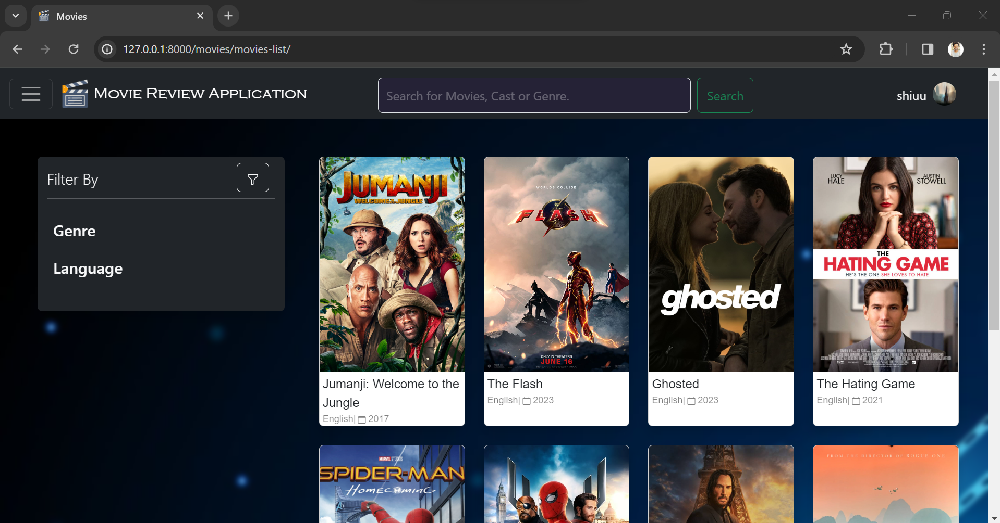 Movies
127.0.0.1:8000/movies/movies-list/
Movie Review Application
Search for Movies, Cast or Genre.
Search
shiuu
Filter By
Genre
Language
JUMANJI
WELCOME TO THE JUNGLE
WORLDS COLLIDE
DC
THE
FLASH
ONLY IN THEATERS
JUNE 16
ghosted
LUCY HALE
AUSTIN STOWELL
THE
HATING GAME
HE'S THE ONE SHE LOVES TO HATE
Jumanji: Welcome to the
Jungle
English| 2017
The Flash
English| 2023
Ghosted
English| 2023
The Hating Game
English| 2021
MARVEL STUDIOS
SPIDER-MAN
HOMECOMING
FROM THE DIRECTOR OF ROGUE ONE